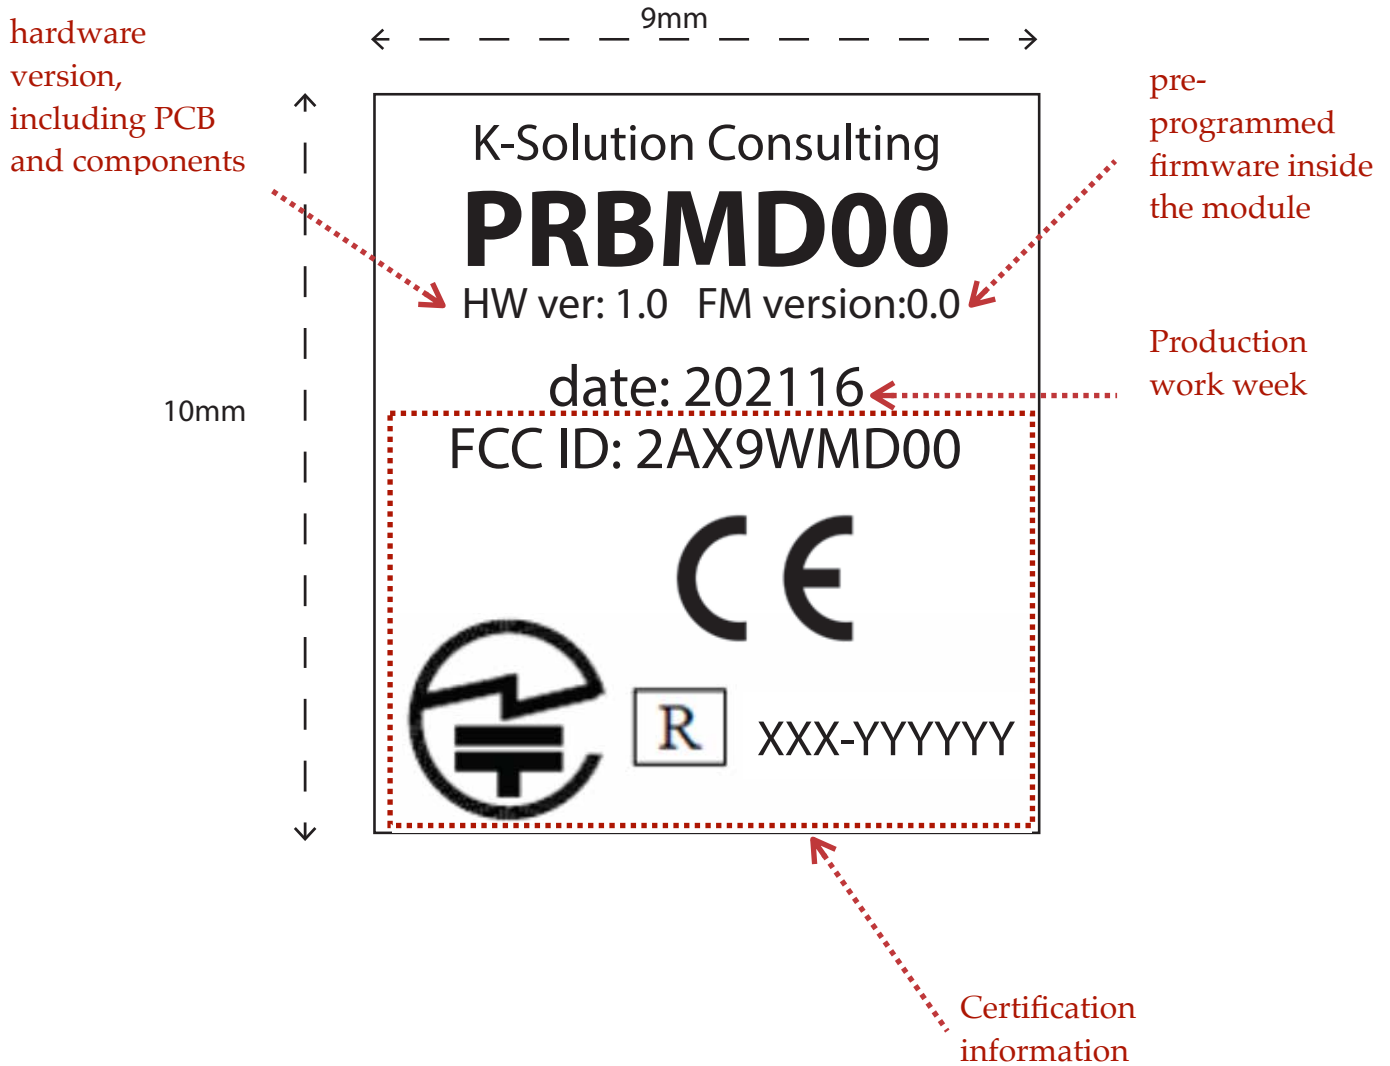 9mm
hardware
version,
including PCB
and components
pre-
programmed
firmware inside
the module
K-Solution Consulting
PRBMD00
HW ver: 1.0 FM version:0.0
Production
work week
date: 202116
10mm
FCC ID: 2AX9WMD00
CE
R XXX-YYYYYY
Certification
information